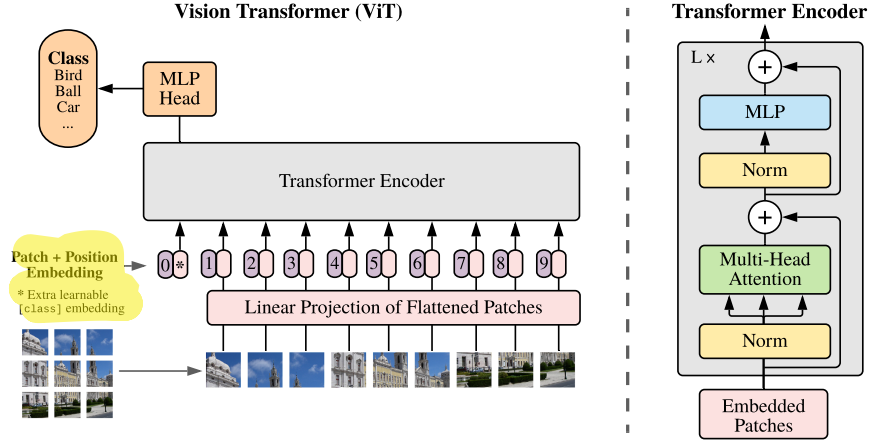 Vision Transformer (ViT)
Class
Bird
Ball
Car
...
MLP
Head
Transformer Encoder
Patch + Position
Embedding
* Extra learnable
[class] embedding
0 * 1 2 3 4 5 6 7 8 9
Linear Projection of Flattened Patches
Transformer Encoder
L ×
+
MLP
Norm
+
Multi-Head
Attention
Norm
Embedded
Patches